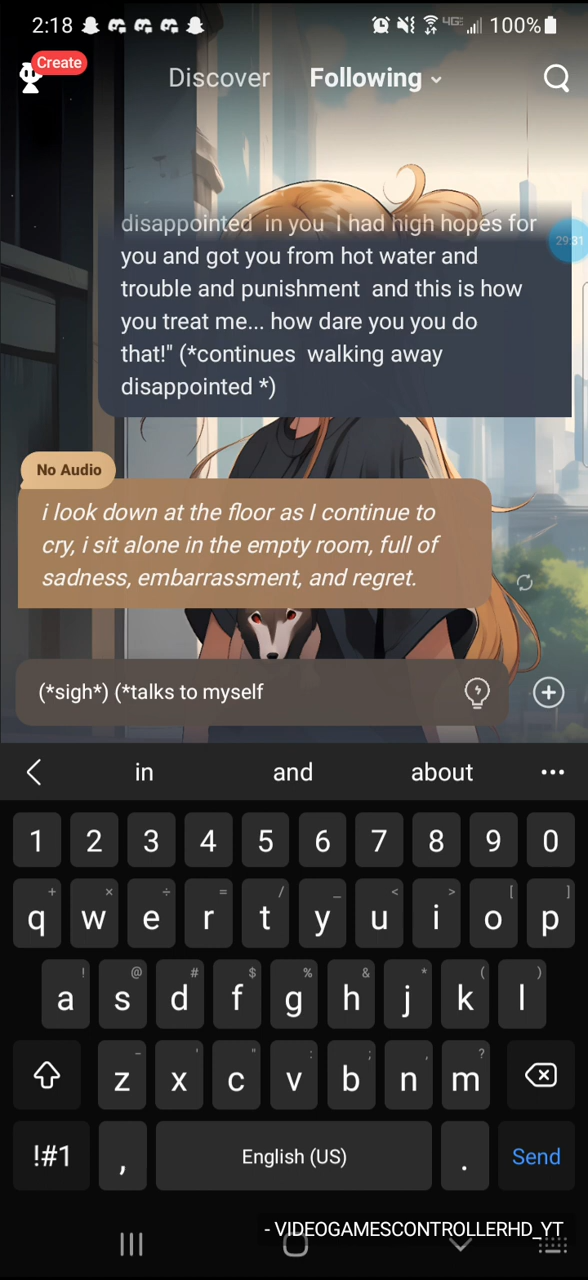 2:18 4GE 100%
Create
Discover Following
disappointed  in you  I had high hopes for
29:31
you and got you from hot water and
trouble and punishment  and this is how
you treat me... how dare you you do
that!" (*continues  walking away
disappointed *)
No Audio
i look down at the floor as I continue to
cry, i sit alone in the empty room, full of
sadness, embarrassment, and regret.
(*sigh*) (*talks to myself
in and about
1 2 3 4 5 6 7 8 9 0
+ × ÷ = / _ < > [ ]
q w e r t y u i o p
! @ # $ % & * ( )
a s d f g h j k l
- ' " : ; , ?
z x c v b n m
!#1 , English (US) . Send
- VIDEOGAMESCONTROLLERHD_YT